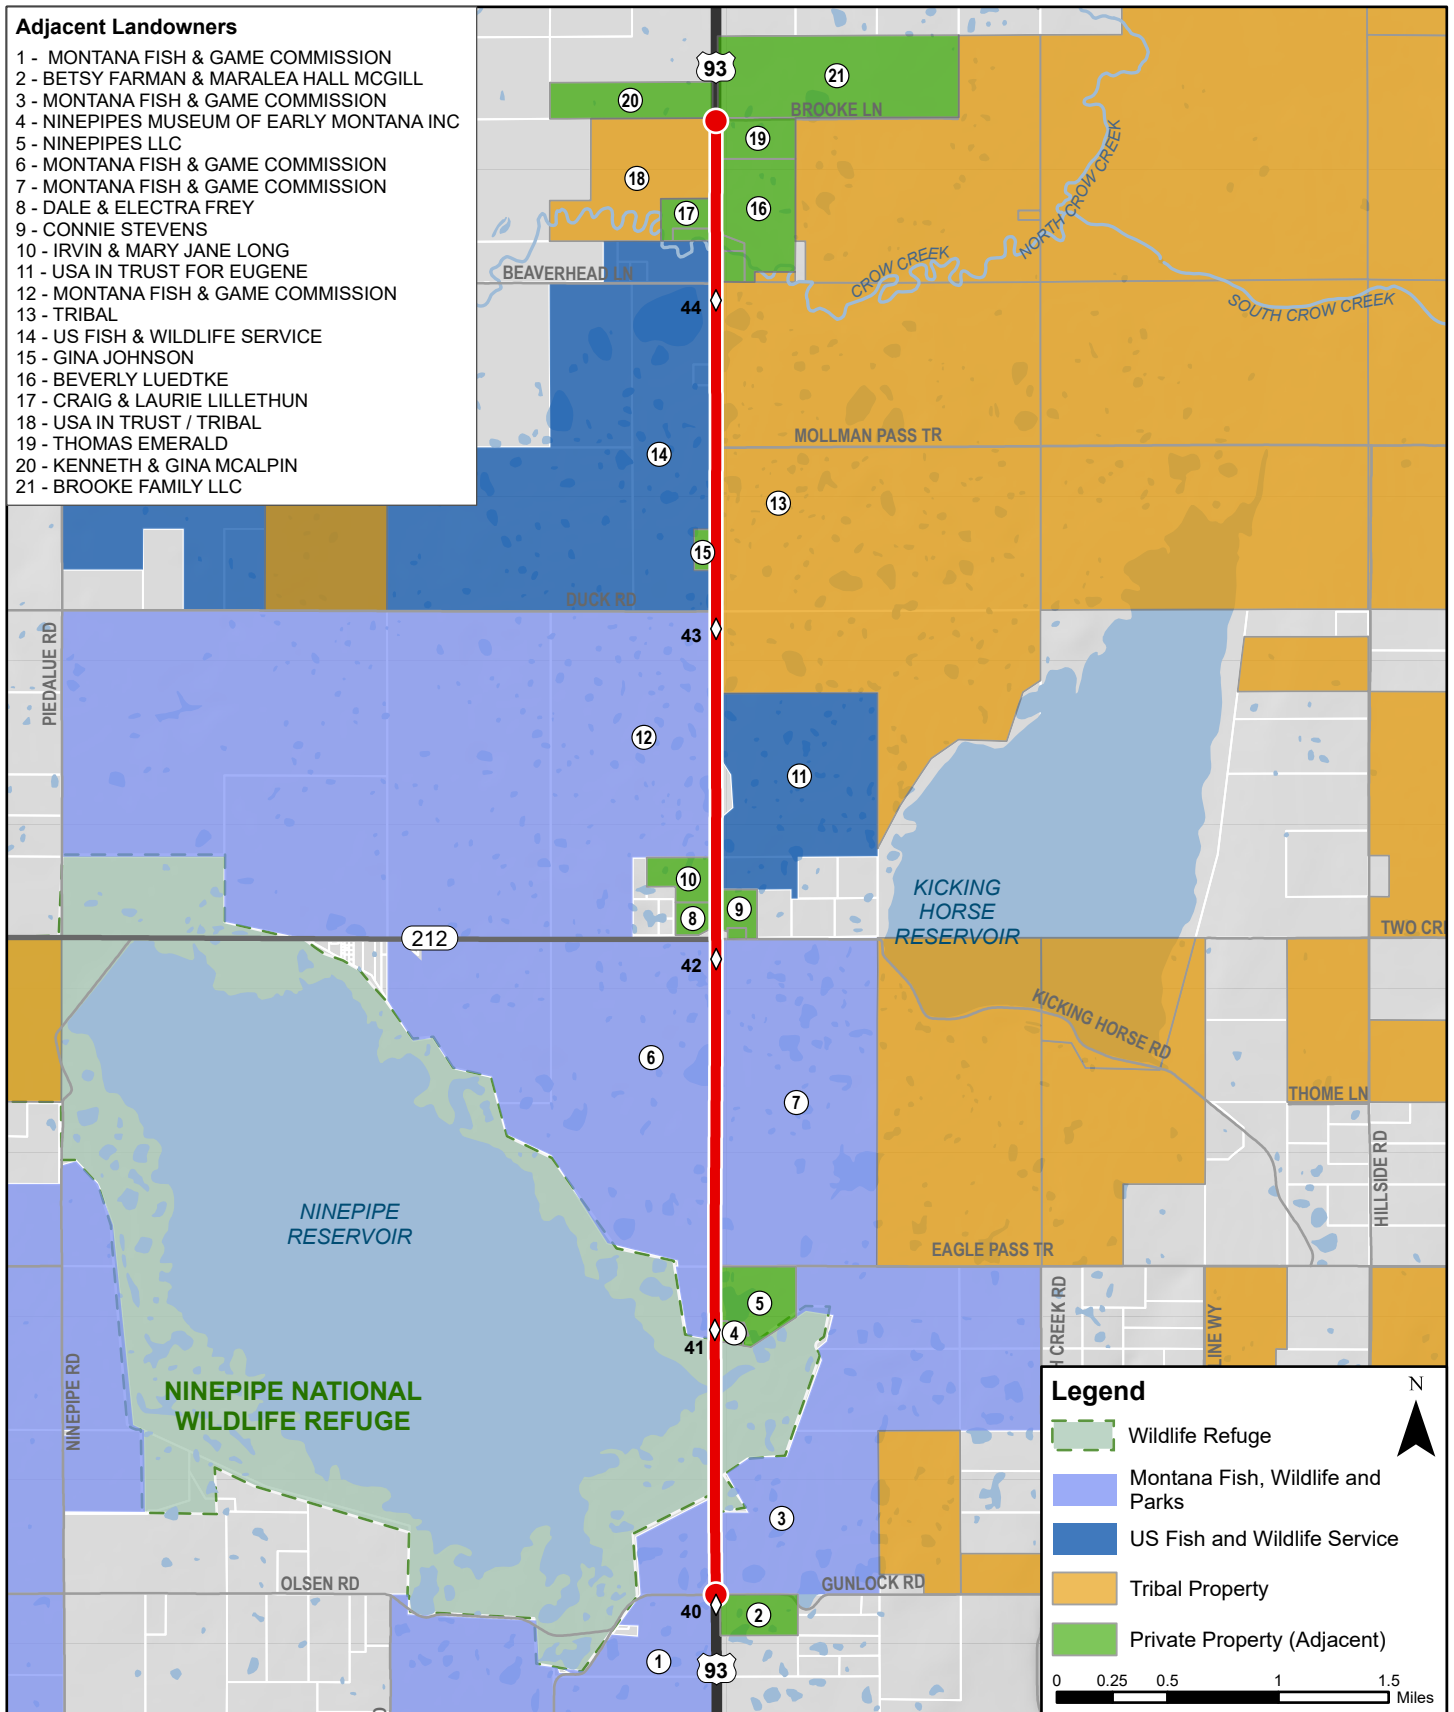 Adjacent Landowners
1 - MONTANA FISH & GAME COMMISSION
2 - BETSY FARMAN & MARALEA HALL MCGILL
3 - MONTANA FISH & GAME COMMISSION
4 - NINEPIPES MUSEUM OF EARLY MONTANA INC
5 - NINEPIPES LLC
6 - MONTANA FISH & GAME COMMISSION
7 - MONTANA FISH & GAME COMMISSION
8 - DALE & ELECTRA FREY
9 - CONNIE STEVENS
10 - IRVIN & MARY JANE LONG
11 - USA IN TRUST FOR EUGENE
12 - MONTANA FISH & GAME COMMISSION
13 - TRIBAL
14 - US FISH & WILDLIFE SERVICE
15 - GINA JOHNSON
16 - BEVERLY LUEDTKE
17 - CRAIG & LAURIE LILLETHUN
18 - USA IN TRUST / TRIBAL
19 - THOMAS EMERALD
20 - KENNETH & GINA MCALPIN
21 - BROOKE FAMILY LLC
93
21
20
BROOKE LN
19
18
16
17
NORTH CROW CREEK
CROW CREEK
BEAVERHEAD LN
44
SOUTH CROW CREEK
MOLLMAN PASS TR
14
13
15
DUCK RD
43
PIEDALUE RD
12
11
10
9
8
KICKING
HORSE
RESERVOIR
TWO CR
212
42
KICKING HORSE RD
6
7
THOME LN
HILLSIDE RD
NINEPIPE
RESERVOIR
EAGLE PASS TR
5
4
41
H CREEK RD
LINE WY
NINEPIPE RD
NINEPIPE NATIONAL
WILDLIFE REFUGE
3
OLSEN RD
GUNLOCK RD
40
2
1
93
Legend
N
Wildlife Refuge
Montana Fish, Wildlife and
Parks
US Fish and Wildlife Service
Tribal Property
Private Property (Adjacent)
0 0.25 0.5 1 1.5
Miles